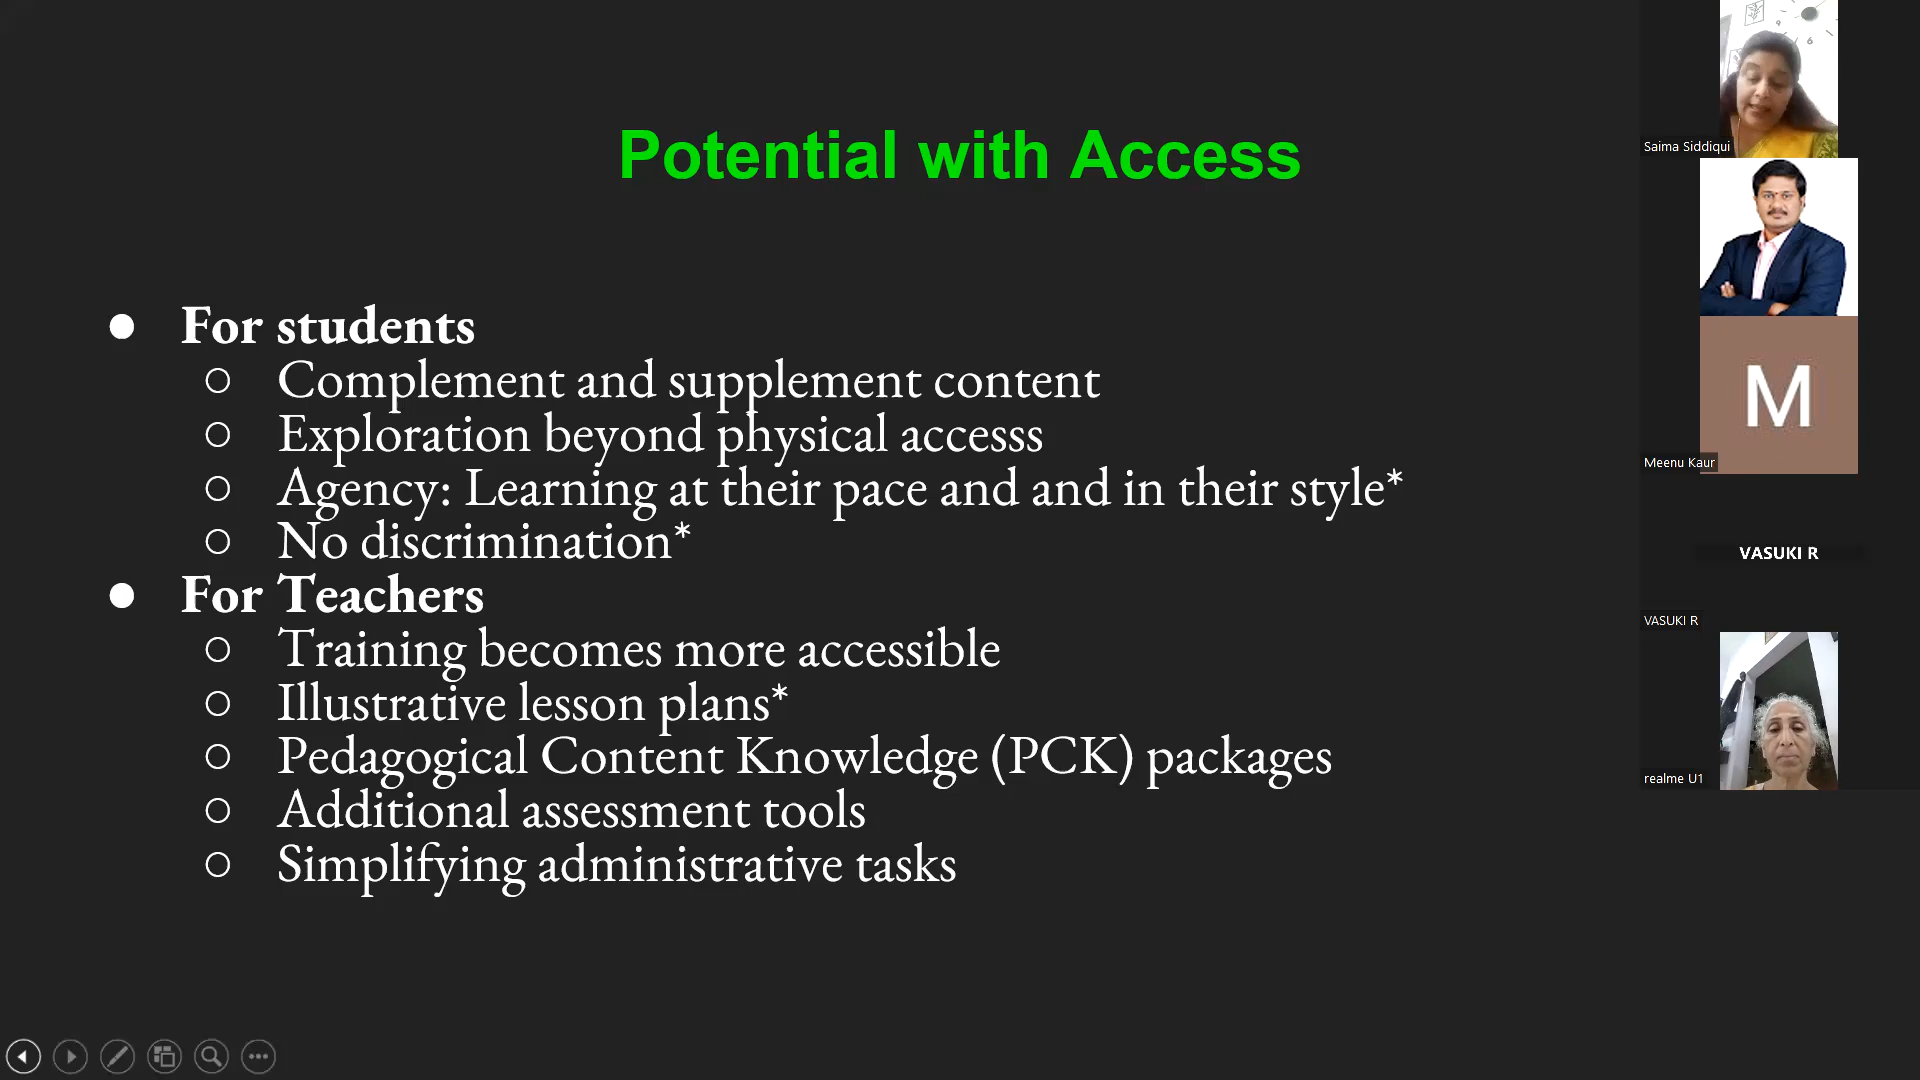 Potential with Access
● For students
○ Complement and supplement content
○ Exploration beyond physical accesss
○ Agency: Learning at their pace and and in their style*
○ No discrimination*
● For Teachers
○ Training becomes more accessible
○ Illustrative lesson plans*
○ Pedagogical Content Knowledge (PCK) packages
○ Additional assessment tools
○ Simplifying administrative tasks
Saima Siddiqui
M
Meenu Kaur
VASUKI R
VASUKI R
realme U1